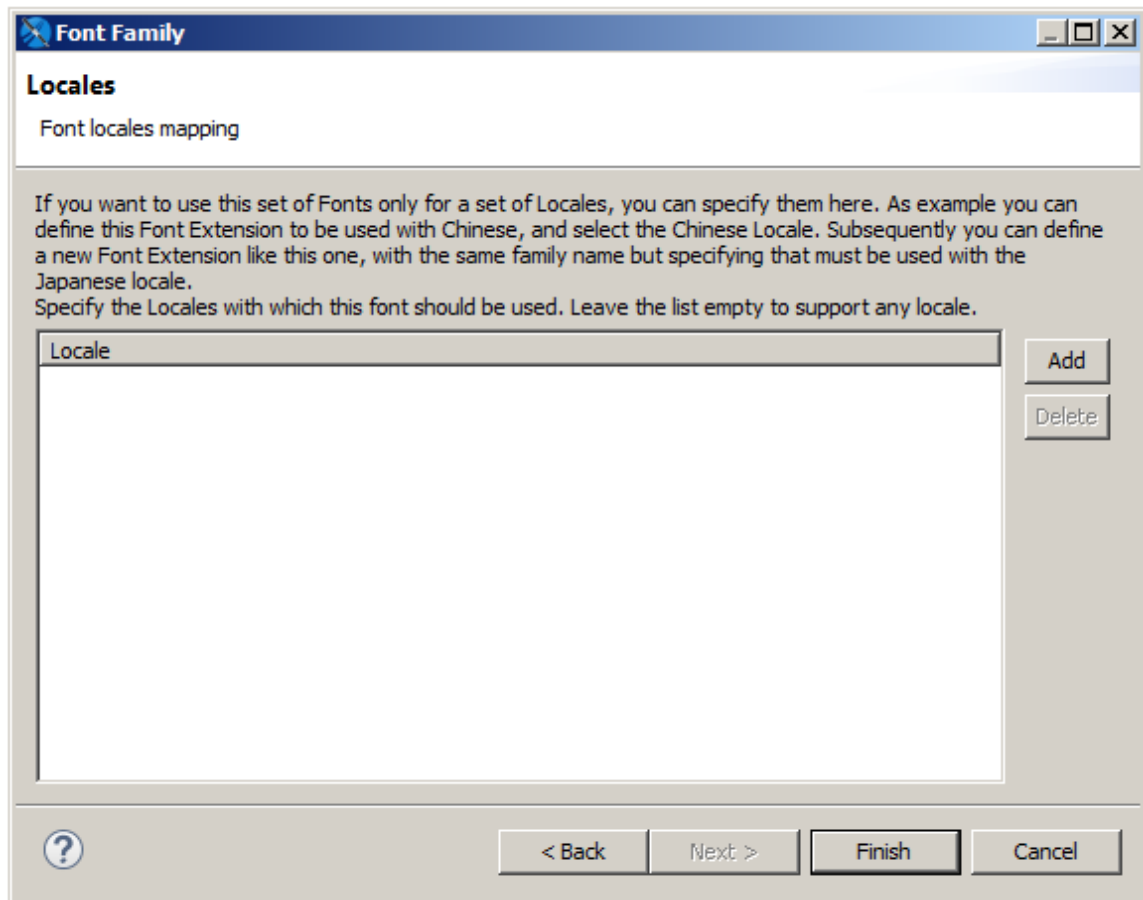 Font Family
Locales
Font locales mapping
If you want to use this set of Fonts only for a set of Locales, you can specify them here. As example you can
define this Font Extension to be used with Chinese, and select the Chinese Locale. Subsequently you can define
a new Font Extension like this one, with the same family name but specifying that must be used with the
Japanese locale.
Specify the Locales with which this font should be used. Leave the list empty to support any locale.
Locale
Add
Delete
?
< Back
Next >
Finish
Cancel